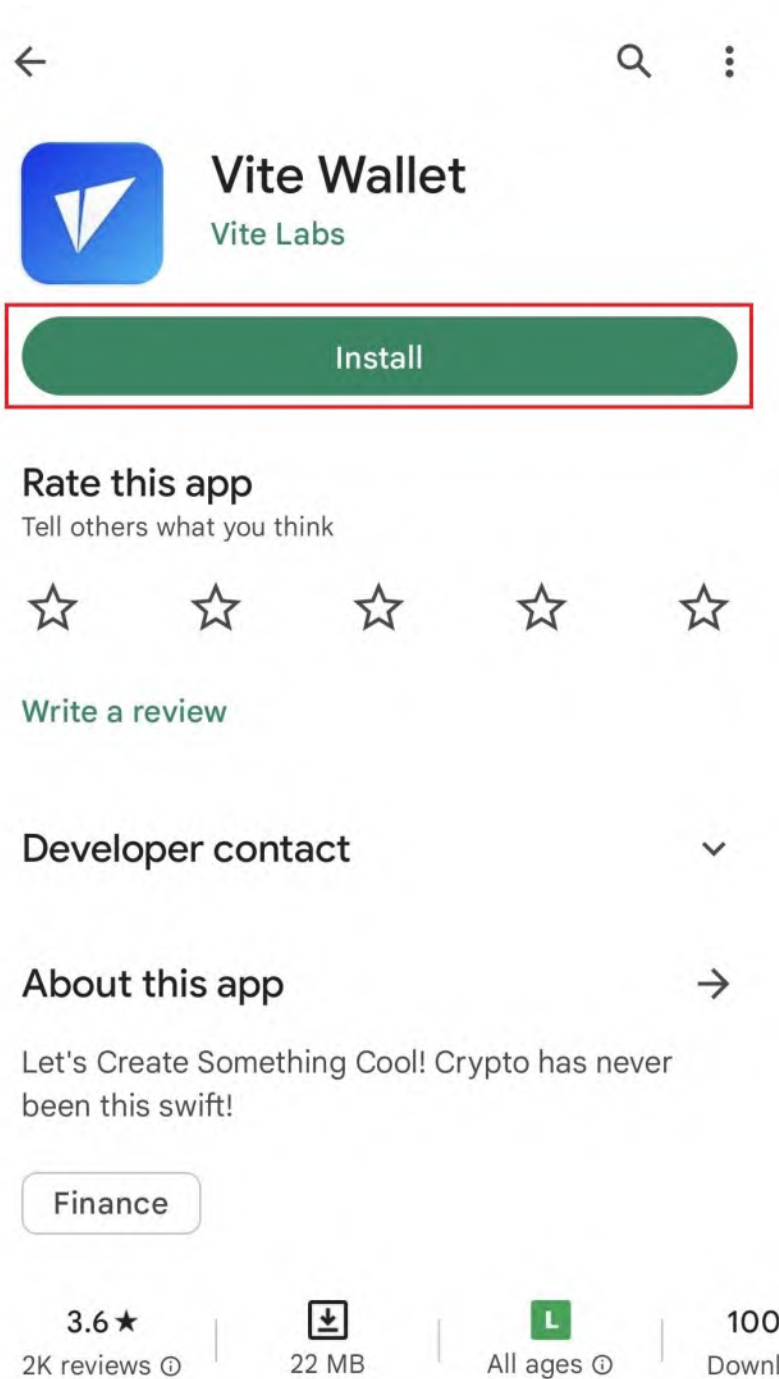 Vite Wallet
Vite Labs
Install
Rate this app
Tell others what you think
Write a review
Developer contact
About this app
Let's Create Something Cool! Crypto has never
been this swift!
Finance
3.6★
2K reviews
22 MB
L
All ages
100